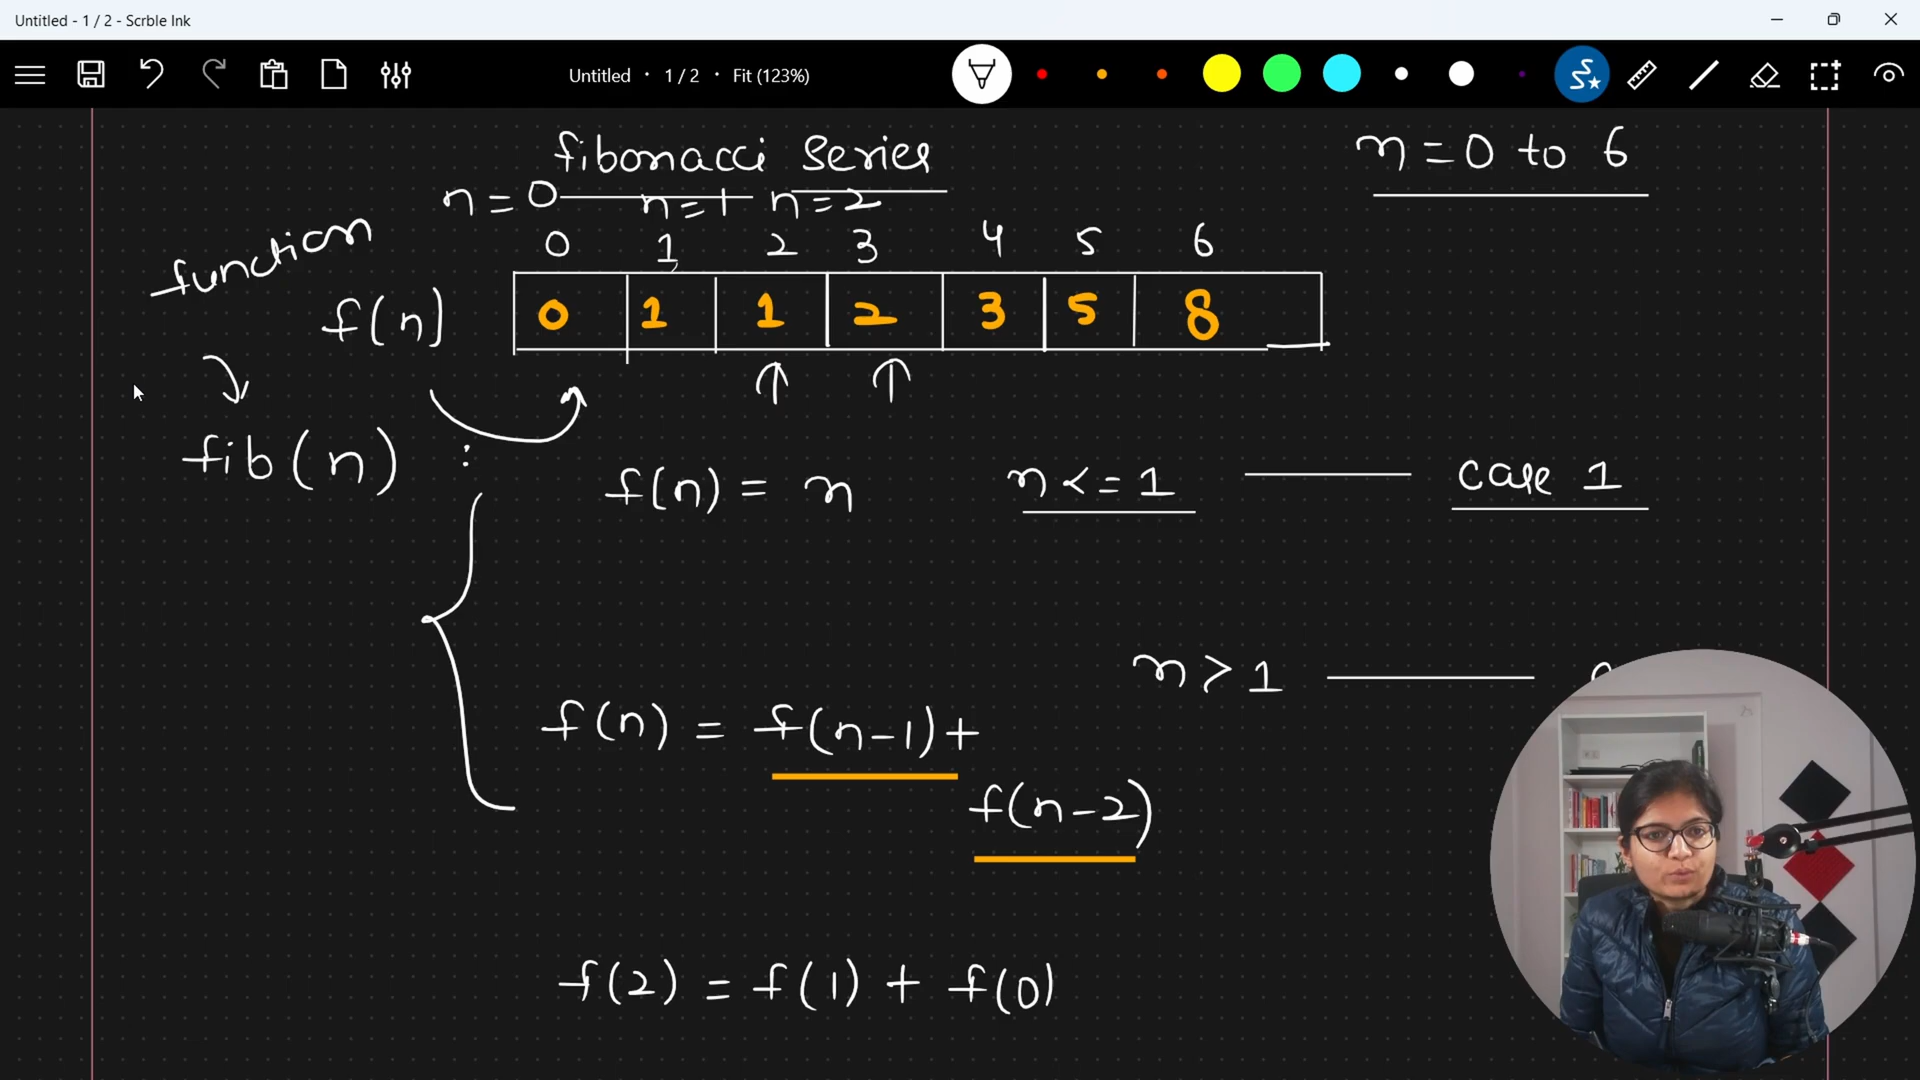 Untitled - 1 / 2 - Scrble Ink
Untitled • 1 / 2 • Fit (123%)
fibonacci series
n = 0 to 6
n = 0 n = 1 n = 2
function
0 1 2 3 4 5 6
f(n) 0 1 1 2 3 5 8
fib(n) :
f(n) = n n <= 1 case 1
n > 1
f(n) = f(n-1) +
f(n-2)
f(2) = f(1) + f(0)